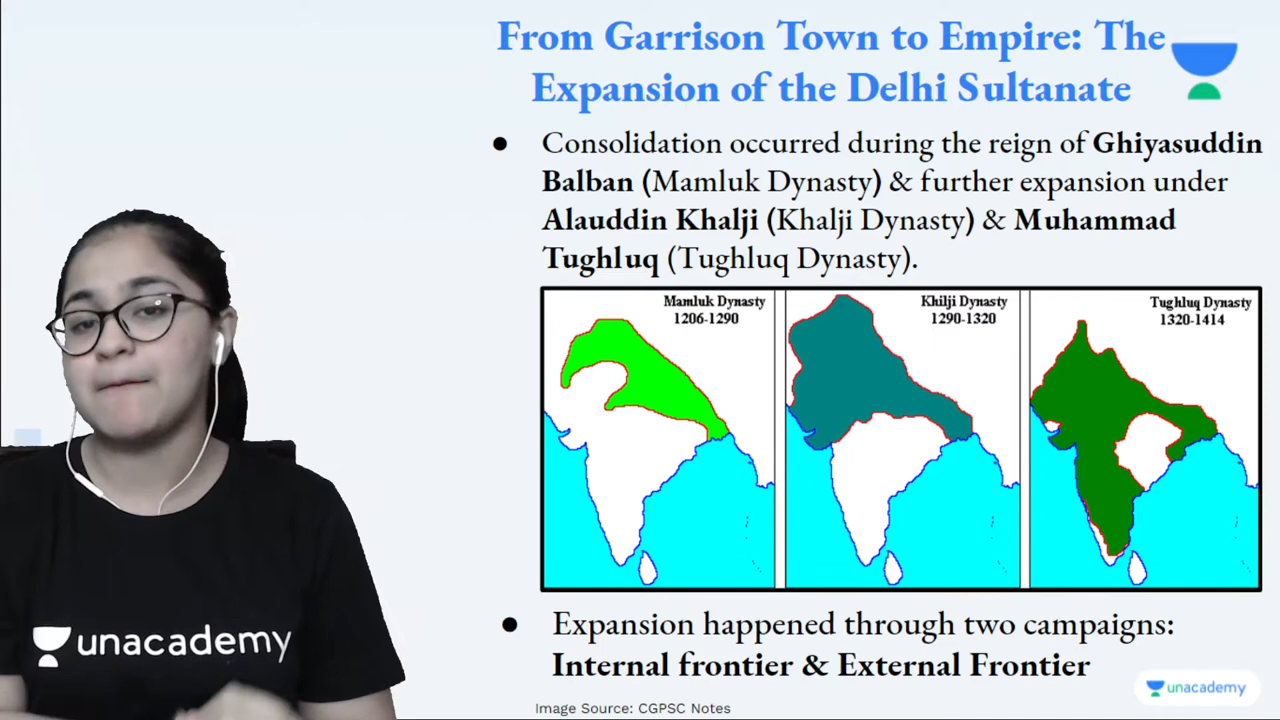 From Garrison Town to Empire: The
Expansion of the Delhi Sultanate
● Consolidation occurred during the reign of Ghiyasuddin
Balban (Mamluk Dynasty) & further expansion under
Alauddin Khalji (Khalji Dynasty) & Muhammad
Tughluq (Tughluq Dynasty).
Mamluk Dynasty
1206-1290
Khilji Dynasty
1290-1320
Tughluq Dynasty
1320-1414
● Expansion happened through two campaigns:
Internal frontier & External Frontier
Image Source: CGPSC Notes
unacademy
unacademy